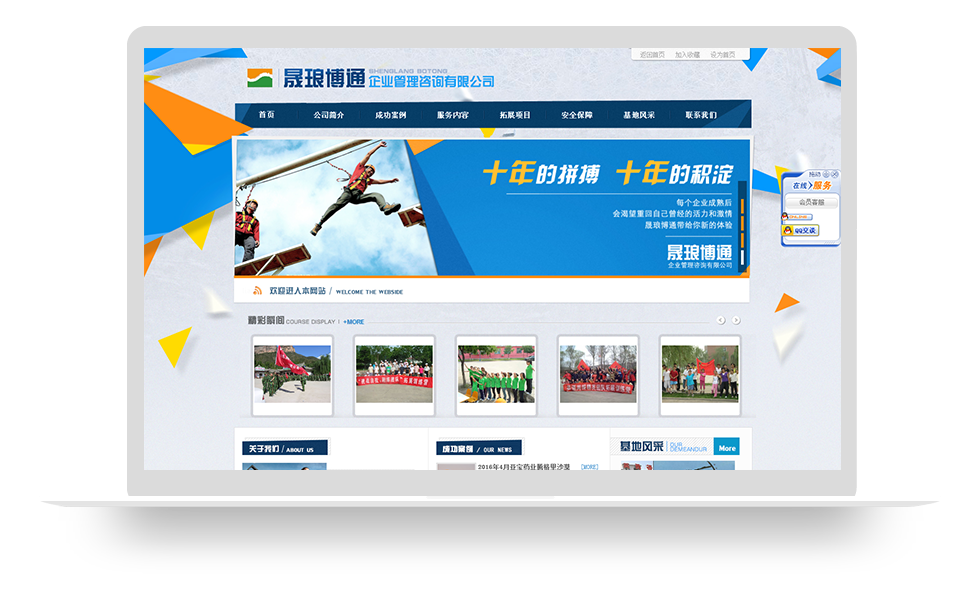 返回首页 加入收藏 设为首页
晟琅博通 SHENGLANG BOTONG
企业管理咨询有限公司
首页 公司简介 成功案例 服务内容 拓展项目 安全保障 基地风采 联系我们
十年的拼搏 十年的积淀
每个企业成熟后
会渴望重回自己曾经的活力和激情
晟琅博通带给你新的体验
晟琅博通
企业管理咨询有限公司
拖动
在线 服务
会员客服
QQ交谈
欢迎进入本网站 / WELCOME THE WEBSIDE
精彩瞬间 COURSE DISPLAY | +MORE
关于我们 / ABOUT US
成功案例 / OUR NEWS
基地风采 OUR DEMEANOUR More
2016年4月亚宝药业腾格里沙漠 [MORE]